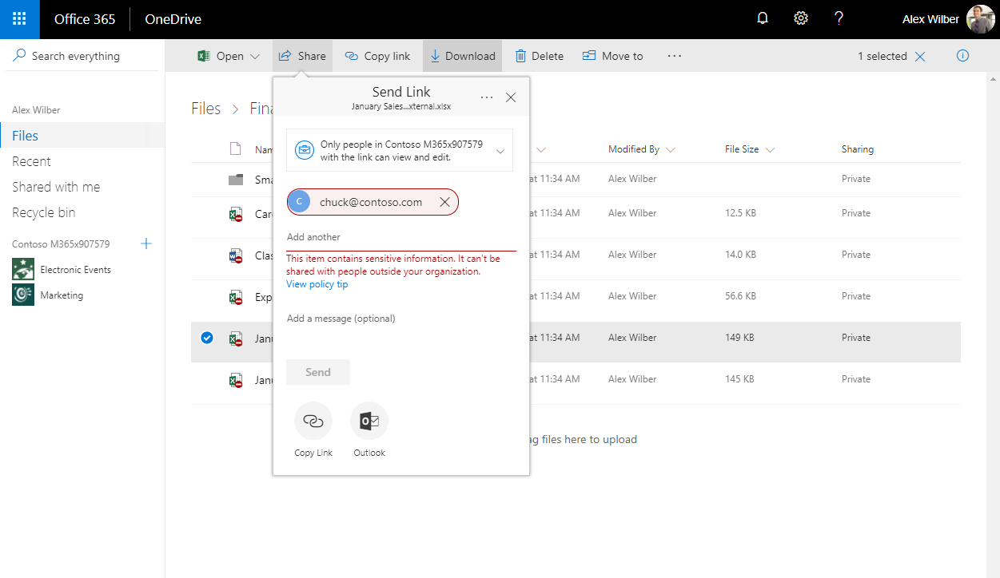 Office 365
OneDrive
Alex Wilber
Search everything
Open
Share
Copy link
Download
Delete
Move to
1 selected
Alex Wilber
Files
Recent
Shared with me
Recycle bin
Contoso M365x907579
Electronic Events
Marketing
Files > Fina
Nam
Modified By
File Size
Sharing
Sma
at 11:34 AM
Alex Wilber
Private
Car
at 11:34 AM
Alex Wilber
12.5 KB
Private
Clas
at 11:34 AM
Alex Wilber
14.0 KB
Private
Exp
at 11:34 AM
Alex Wilber
56.6 KB
Private
Janu
at 11:34 AM
Alex Wilber
149 KB
Private
Janu
at 11:34 AM
Alex Wilber
145 KB
Private
ag files here to upload
Send Link
January Sales...xternal.xlsx
Only people in Contoso M365x907579
with the link can view and edit.
C
chuck@contoso.com
Add another
This item contains sensitive information. It can't be
shared with people outside your organization.
View policy tip
Add a message (optional)
Send
Copy Link
Outlook